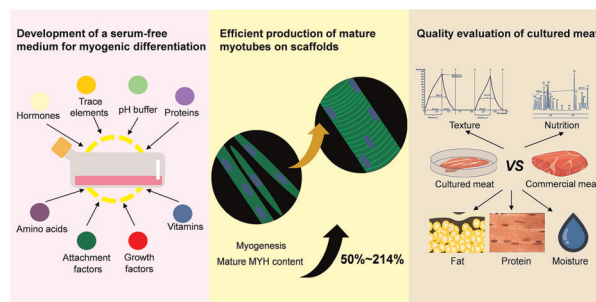 Development of a serum-free
medium for myogenic differentiation
Hormones
Trace
elements
pH buffer
Proteins
Amino acids
Attachment
factors
Growth
factors
Vitamins
Efficient production of mature
myotubes on scaffolds
Myogenesis
Mature MYH content
50%~214%
Quality evaluation of cultured meat
Texture
Nutrition
Cultured meat
VS
Commercial meat
Fat
Protein
Moisture